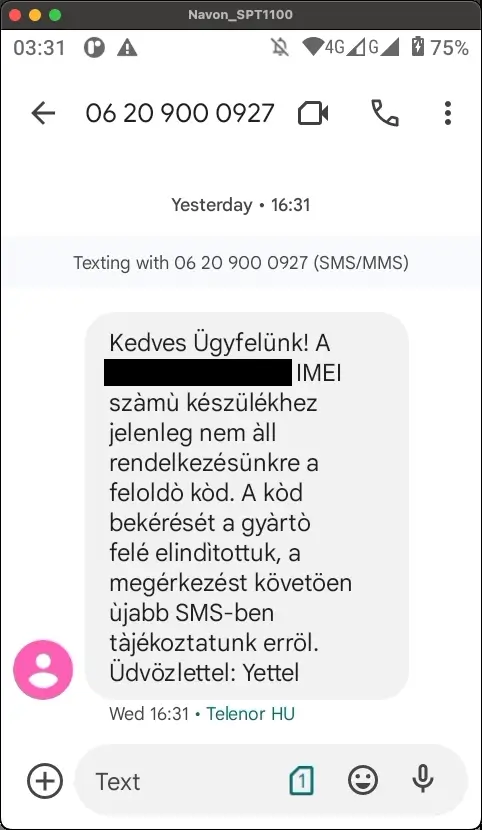 Navon_SPT1100
03:31
4G
G
75%
06 20 900 0927
Yesterday • 16:31
Texting with 06 20 900 0927 (SMS/MMS)
Kedves Ügyfelünk! A
IMEI
szàmù készülékhez
jelenleg nem àll
rendelkezésünkre a
feloldò kòd. A kòd
bekérését a gyàrtò
felé elindìtottuk, a
megérkezést követöen
ùjabb SMS-ben
tàjékoztatunk erröl.
Üdvözlettel: Yettel
Wed 16:31 • Telenor HU
Text
1